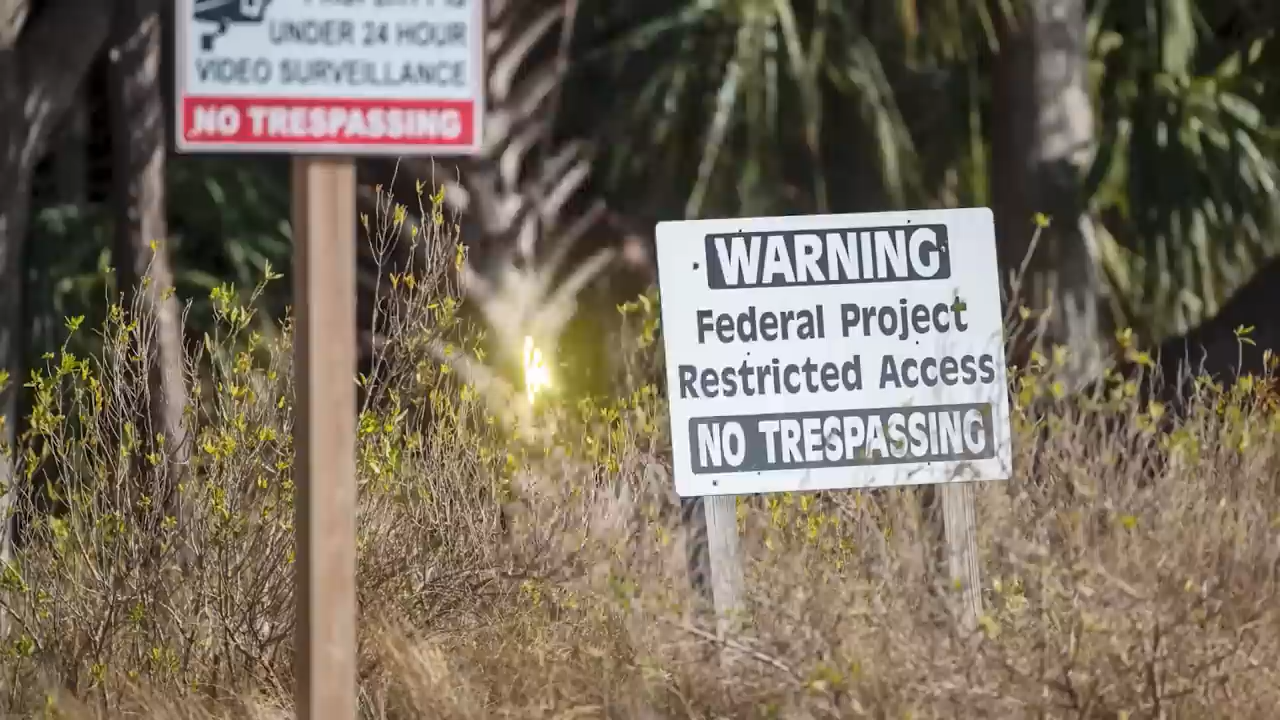 UNDER 24 HOUR
VIDEO SURVEILLANCE
NO TRESPASSING
WARNING
Federal Project
Restricted Access
NO TRESPASSING